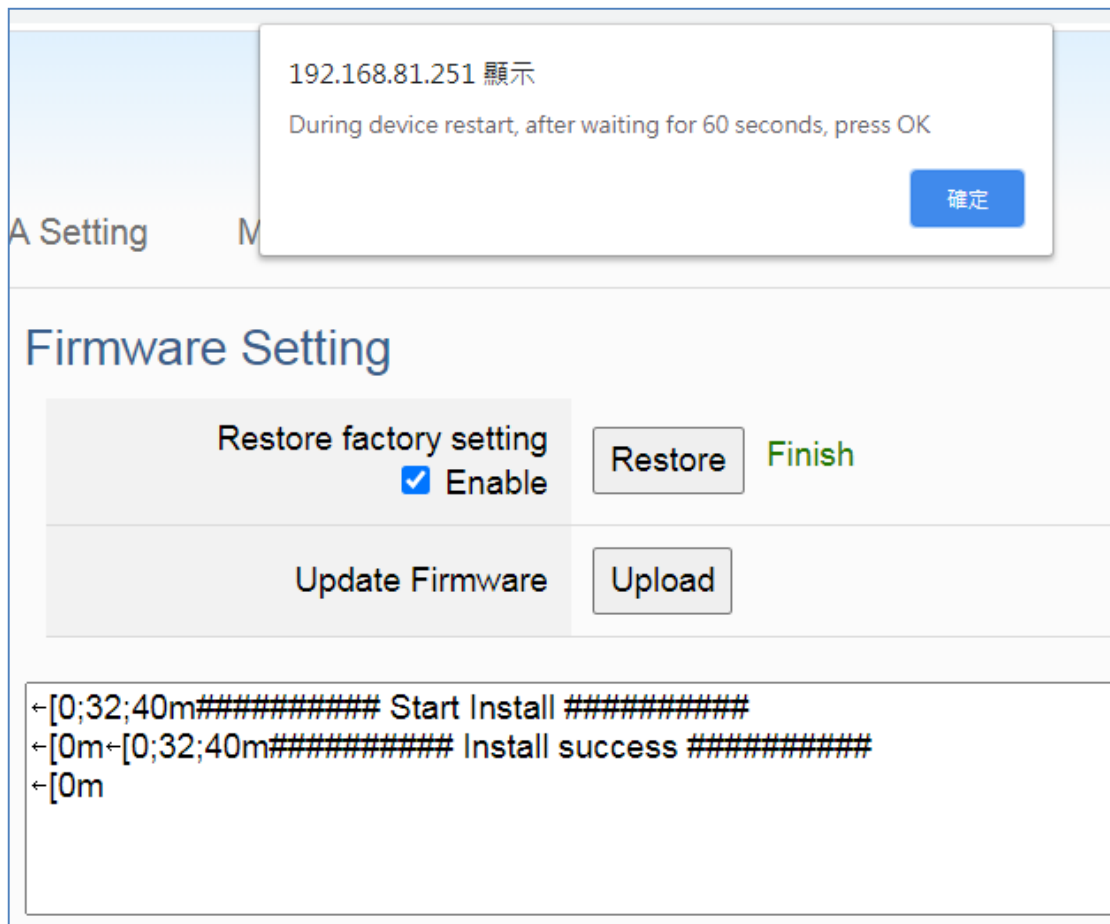 192.168.81.251 顯示
During device restart, after waiting for 60 seconds, press OK
確定
A Setting
Firmware Setting
Restore factory setting
Enable
Restore
Finish
Update Firmware
Upload
←[0;32;40m########## Start Install ##########
←[0m←[0;32;40m########## Install success ##########
←[0m